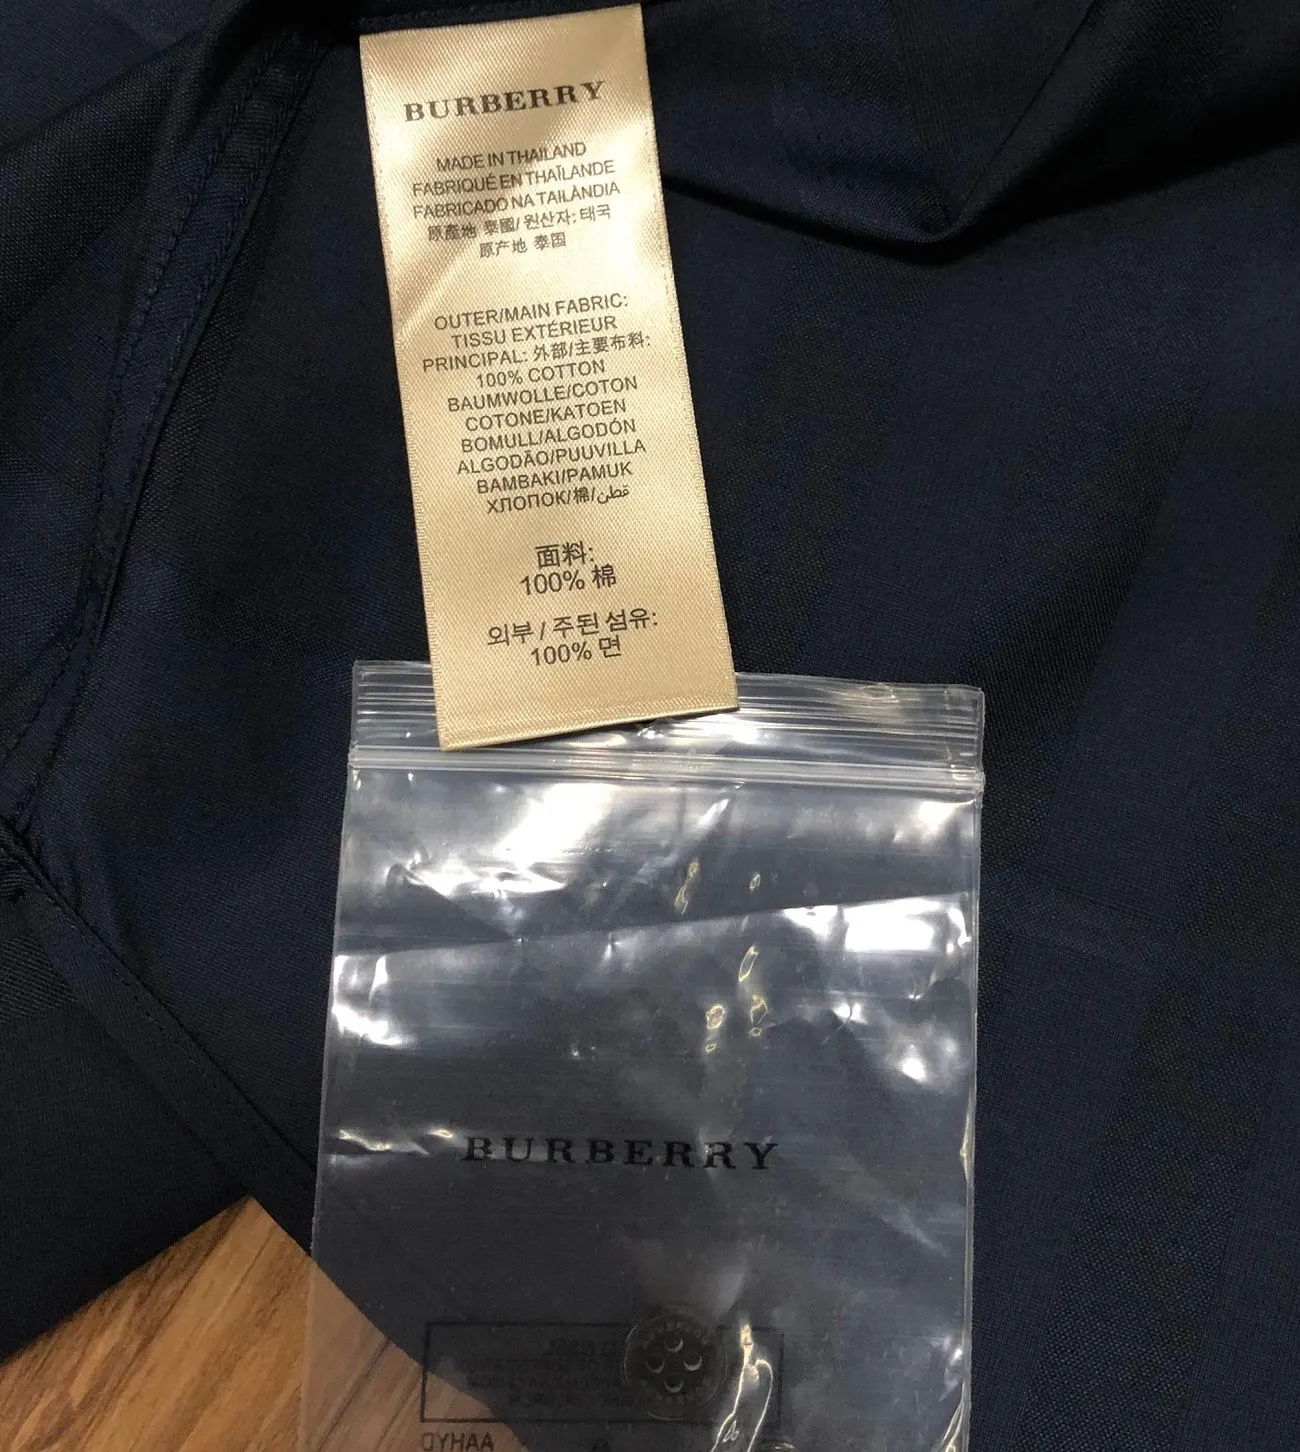 BURBERRY
MADE IN THAILAND
FABRIQUÉ EN THAÏLANDE
FABRICADO NA TAILÂNDIA
原產地 泰國/ 원산자: 태국
原产地 泰国
OUTER/MAIN FABRIC:
TISSU EXTÉRIEUR
PRINCIPAL: 外部/主要布料:
100% COTTON
BAUMWOLLE/COTON
COTONE/KATOEN
BOMULL/ALGODÓN
ALGODÃO/PUUVILLA
BAMBAKI/PAMUK
ХЛОПОК/棉/قطن
面料:
100% 棉
외부 / 주된 섬유:
100% 면
BURBERRY